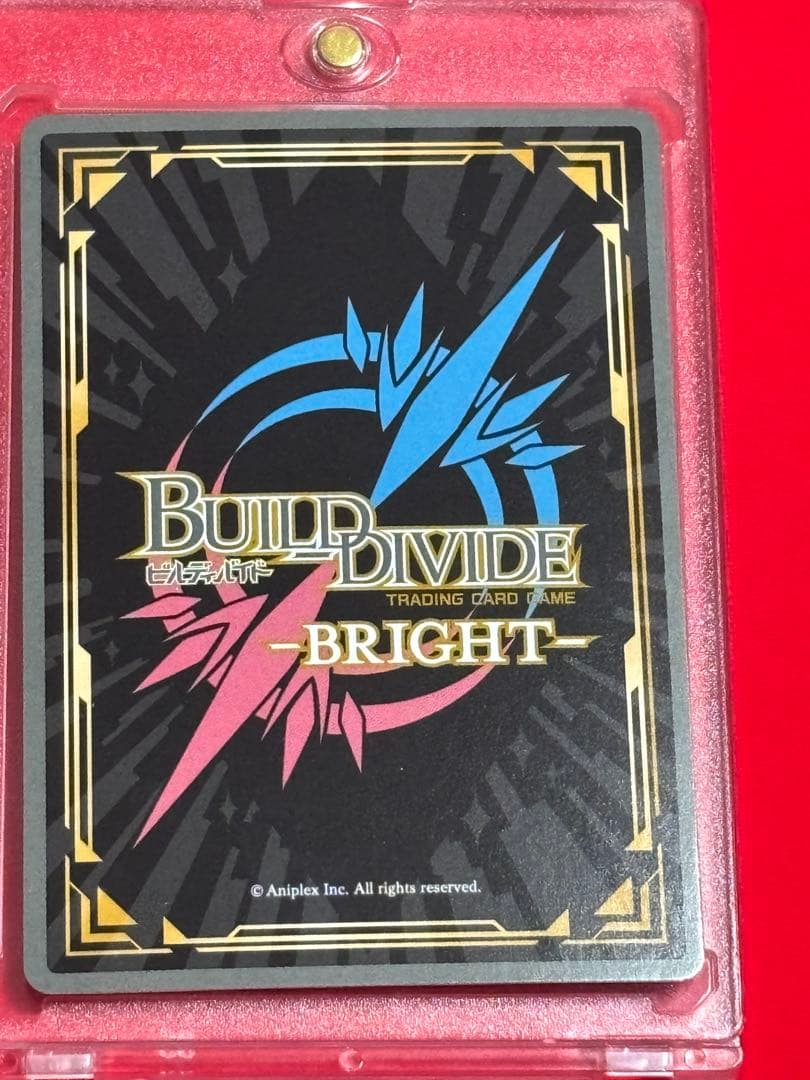 BUILD DIVIDE
ビルディバイド
TRADING CARD GAME
-BRIGHT-
© Aniplex Inc. All rights reserved.